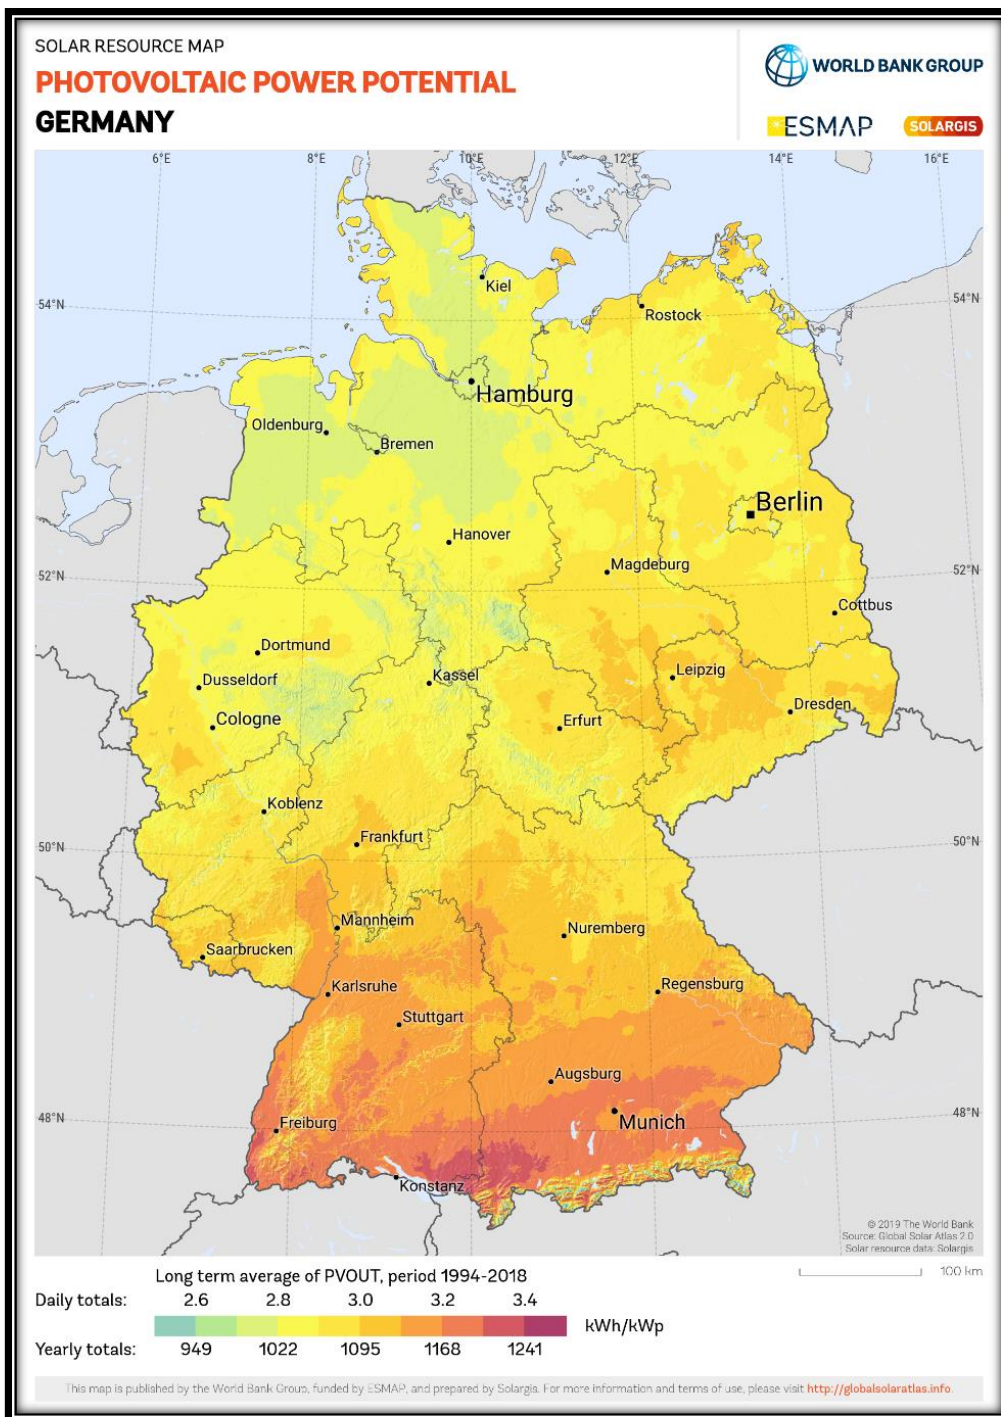 SOLAR RESOURCE MAP
PHOTOVOLTAIC POWER POTENTIAL
GERMANY
WORLD BANK GROUP
ESMAP
SOLARGIS
6°E 8°E 10°E 12°E 14°E 16°E
Kiel
54°N
54°N
Rostock
Hamburg
Oldenburg
Bremen
Berlin
Hanover
Magdeburg
52°N
52°N
Cottbus
Dortmund
Leipzig
Dusseldorf
Kassel
Dresden
Cologne
Erfurt
Koblenz
Frankfurt
50°N
50°N
Mannheim
Nuremberg
Saarbrucken
Karlsruhe
Regensburg
Stuttgart
Augsburg
48°N
48°N
Freiburg
Munich
Konstanz
© 2019 The World Bank
Source: Global Solar Atlas 2.0
Solar resource data: Solargis
100 km
Long term average of PVOUT, period 1994-2018
Daily totals: 2.6 2.8 3.0 3.2 3.4
kWh/kWp
Yearly totals: 949 1022 1095 1168 1241
This map is published by the World Bank Group, funded by ESMAP, and prepared by Solargis. For more information and terms of use, please visit http://globalsolaratlas.info.